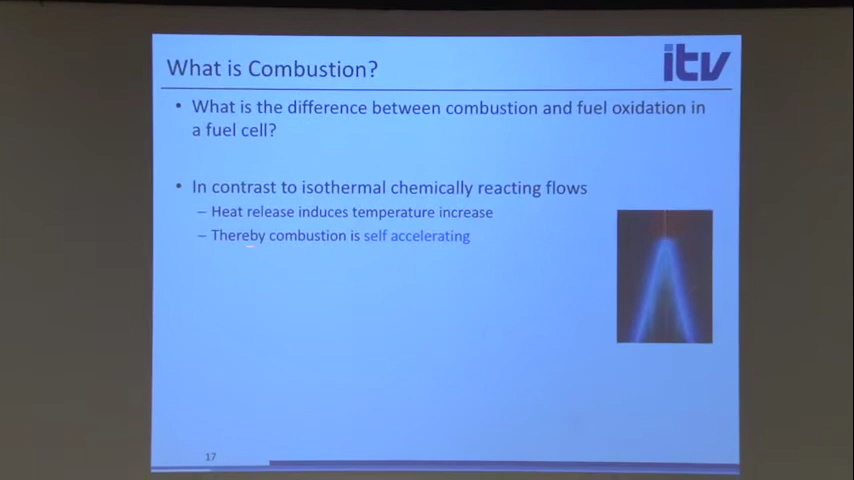 What is Combustion?
itv
• What is the difference between combustion and fuel oxidation in
a fuel cell?
• In contrast to isothermal chemically reacting flows
– Heat release induces temperature increase
– Thereby combustion is self accelerating
17